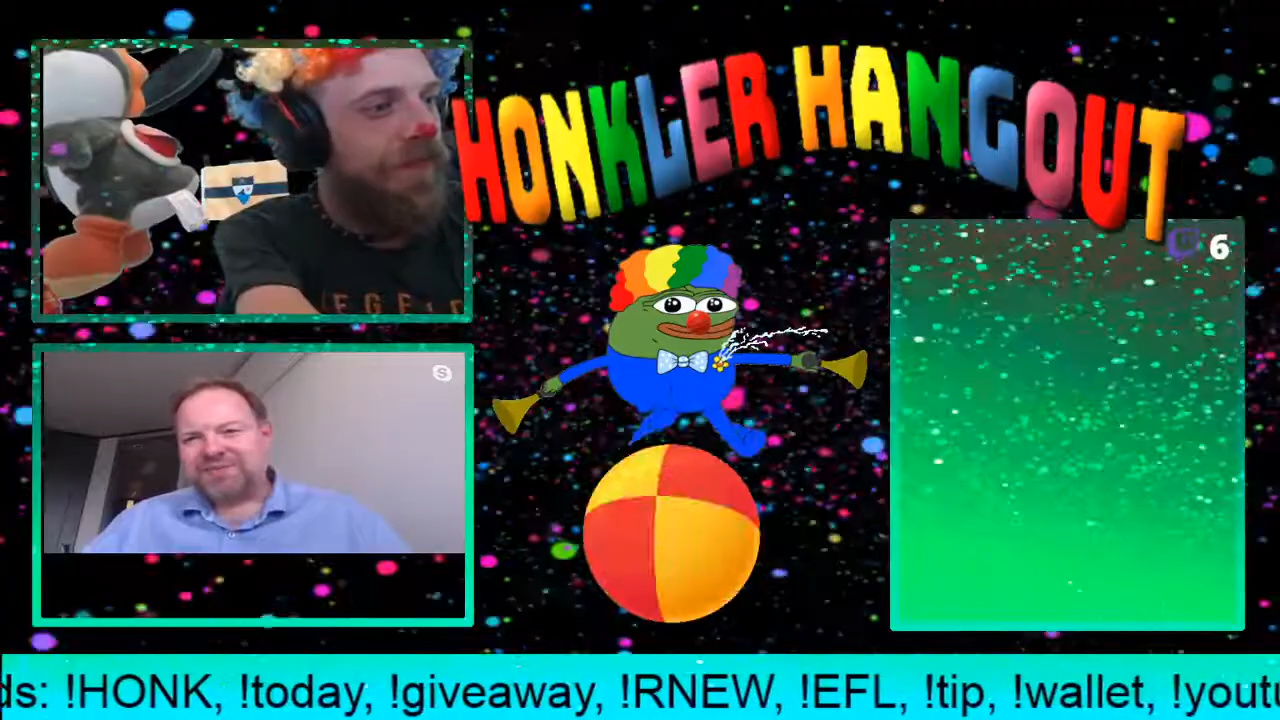 HONKLER HANGOUT
6
S
ds: !HONK, !today, !giveaway, !RNEW, !EFL, !tip, !wallet, !youtu